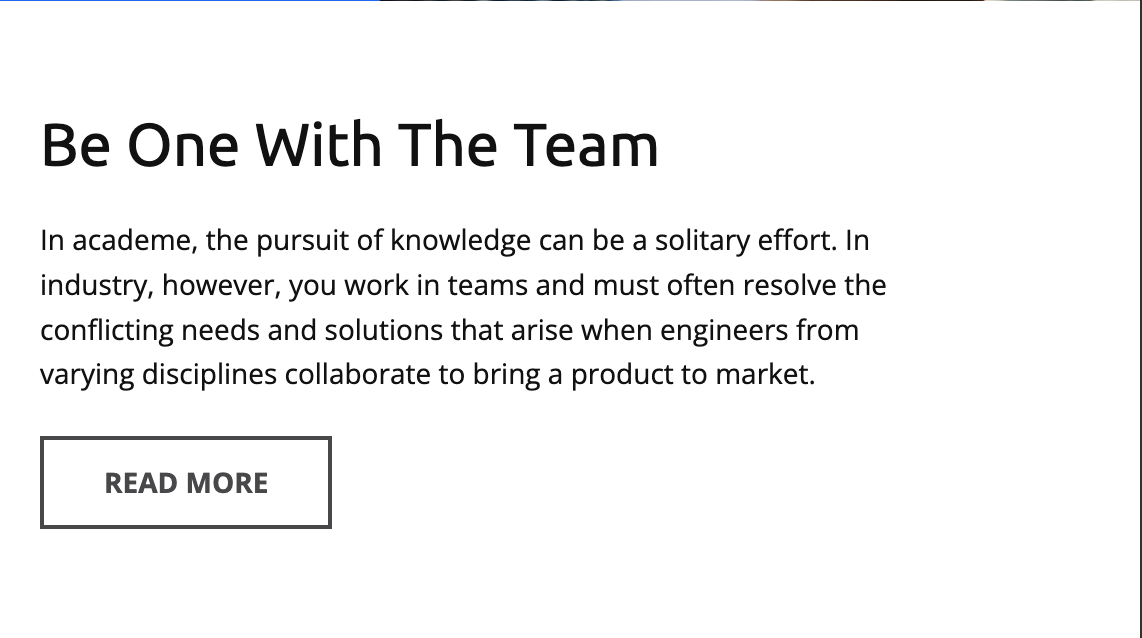 Be One With The Team
In academe, the pursuit of knowledge can be a solitary effort. In
industry, however, you work in teams and must often resolve the
conflicting needs and solutions that arise when engineers from
varying disciplines collaborate to bring a product to market.
READ MORE